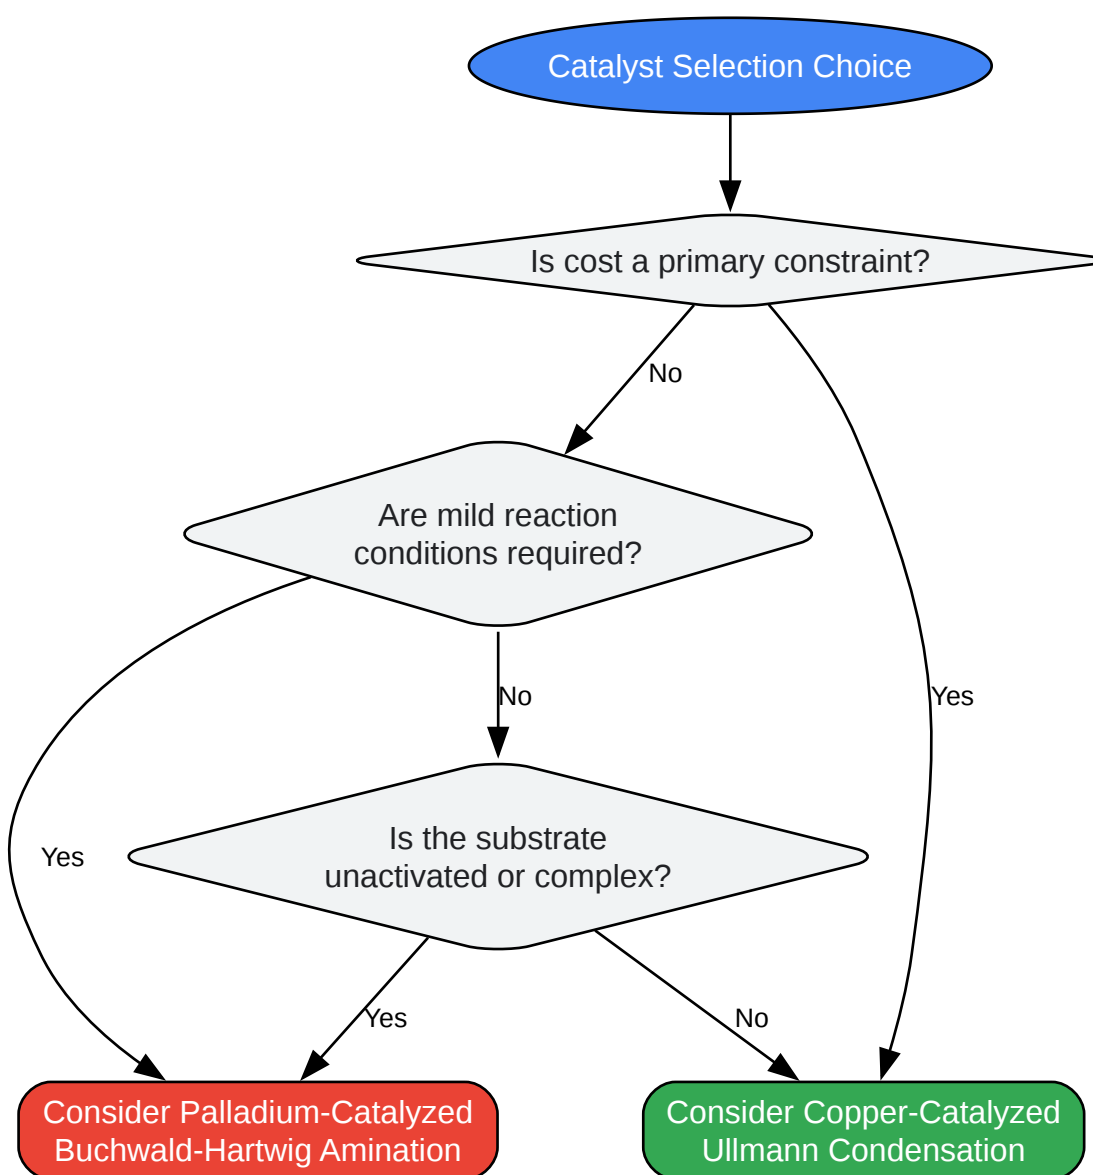 Catalyst Selection Choice
Is cost a primary constraint?
No
Are mild reaction
conditions required?
No
Yes
Is the substrate
unactivated or complex?
Yes
Yes
No
Consider Palladium-Catalyzed
Buchwald-Hartwig Amination
Consider Copper-Catalyzed
Ullmann Condensation